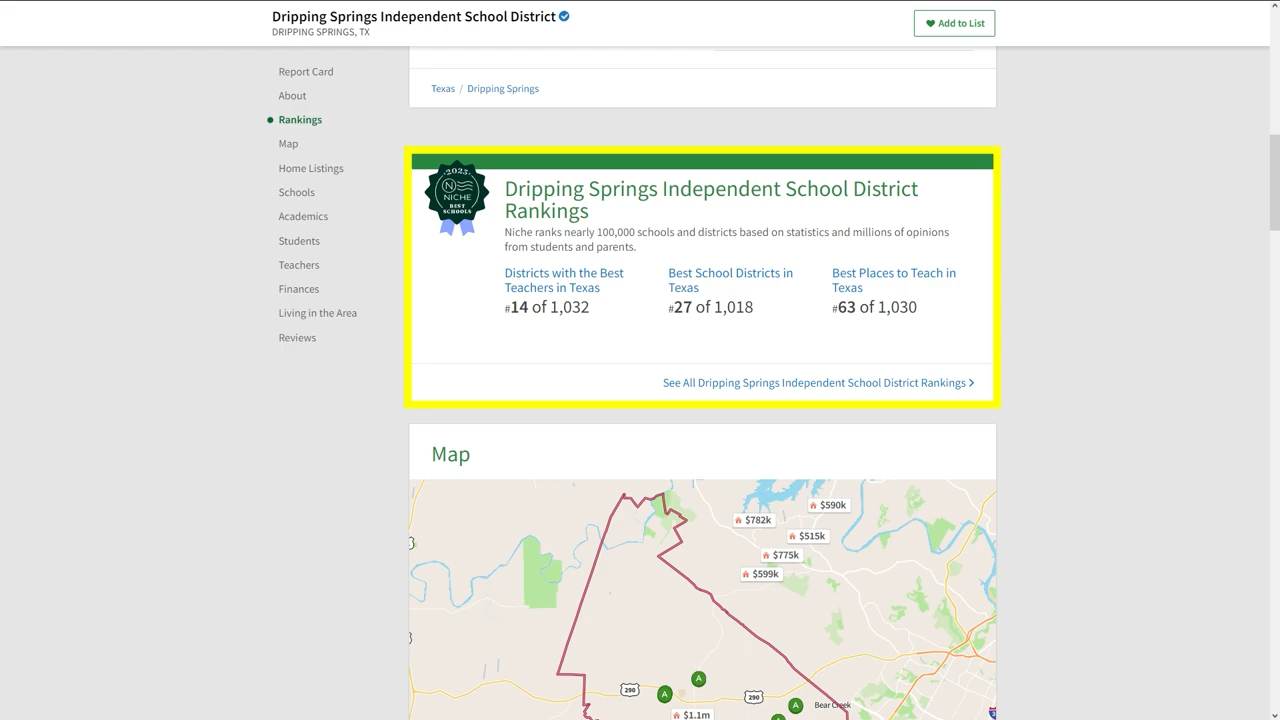 Dripping Springs Independent School District
DRIPPING SPRINGS, TX
Add to List
Report Card
About
Rankings
Map
Home Listings
Schools
Academics
Students
Teachers
Finances
Living in the Area
Reviews
Texas / Dripping Springs
2023
NICHE
BEST
SCHOOLS
Dripping Springs Independent School District
Rankings
Niche ranks nearly 100,000 schools and districts based on statistics and millions of opinions
from students and parents.
Districts with the Best
Teachers in Texas
#14 of 1,032
Best School Districts in
Texas
#27 of 1,018
Best Places to Teach in
Texas
#63 of 1,030
See All Dripping Springs Independent School District Rankings
Map
$590k
$782k
$515k
$775k
$599k
A
290
A
290
A
Bear Creek
$1.1m